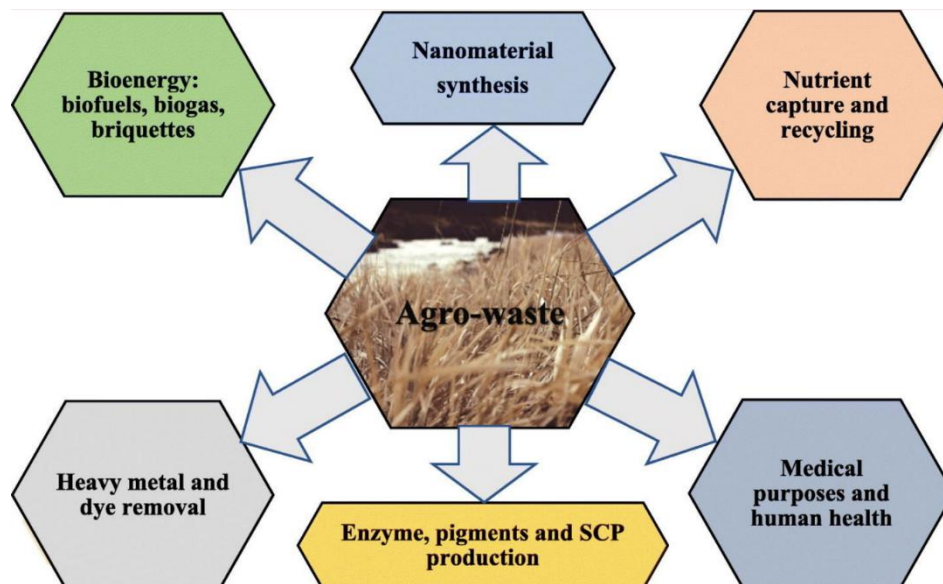 Bioenergy:
biofuels, biogas,
briquettes
Nanomaterial
synthesis
Nutrient
capture and
recycling
Agro-waste
Heavy metal and
dye removal
Enzyme, pigments and SCP
production
Medical
purposes and
human health